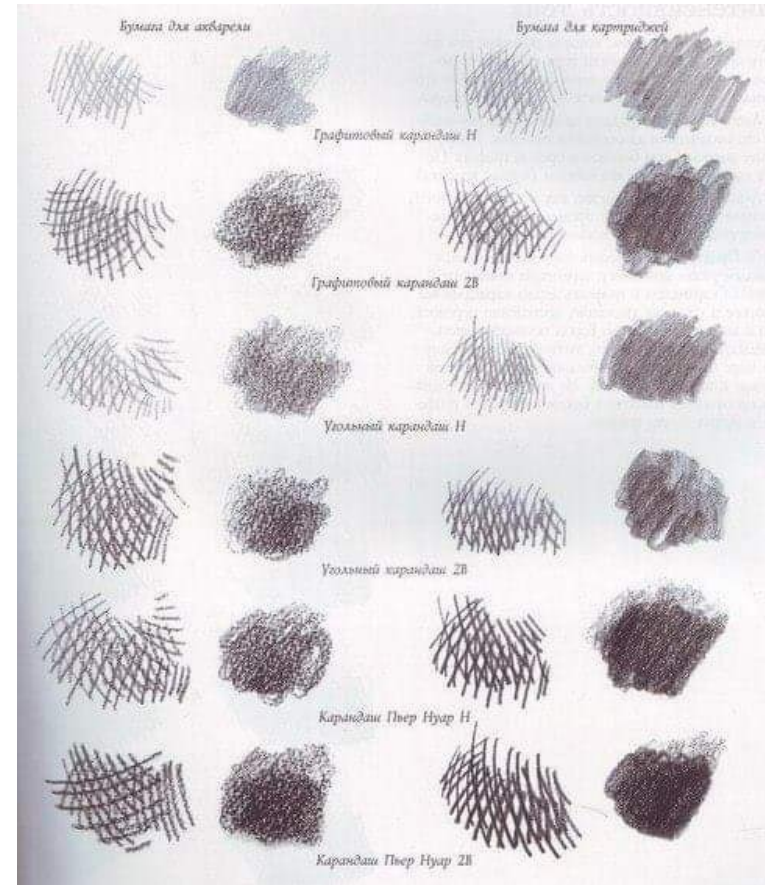 Бумага для акварели
Бумага для картриджей
Графитовый карандаш Н
Графитовый карандаш 2В
Угольный карандаш Н
Угольный карандаш 2В
Карандаш Пьер Нуар Н
Карандаш Пьер Нуар 2В